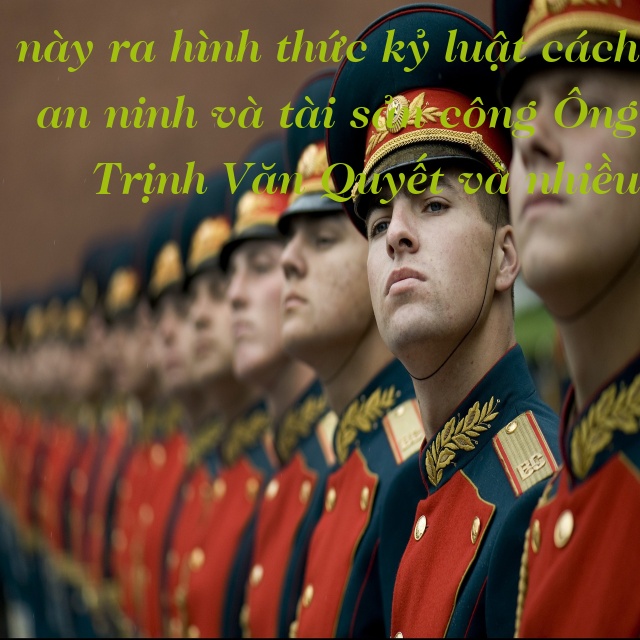 này ra hình thức kỷ luật cách
an ninh và tài sản công Ông
Trịnh Văn Quyết và nhiều
ВС